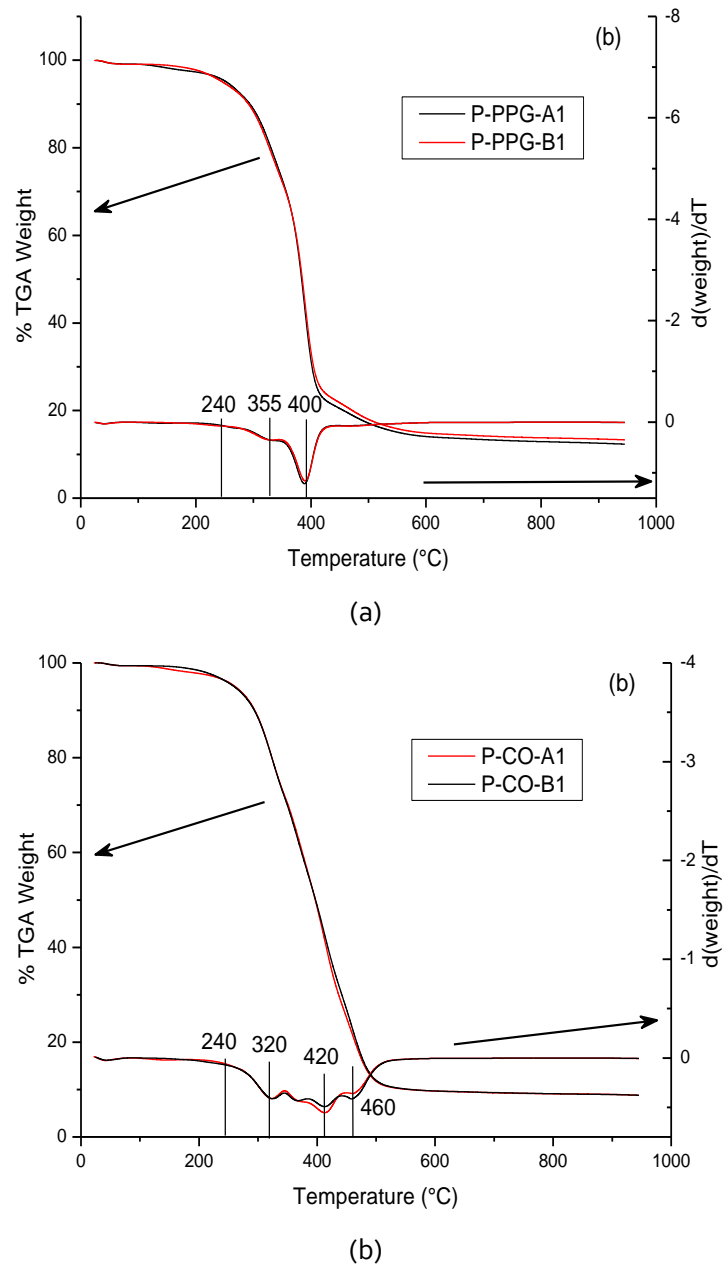 (b)
P-PPG-A1
P-PPG-B1
% TGA Weight
100
80
60
40
20
0
-8
-6
-4
-2
0
d(weight)/dT
240
355
400
0
200
400
600
800
1000
Temperature (°C)
(a)
(b)
P-CO-A1
P-CO-B1
% TGA Weight
100
80
60
40
20
0
-4
-3
-2
-1
0
d(weight)/dT
240
320
420
460
0
200
400
600
800
1000
Temperature (°C)
(b)